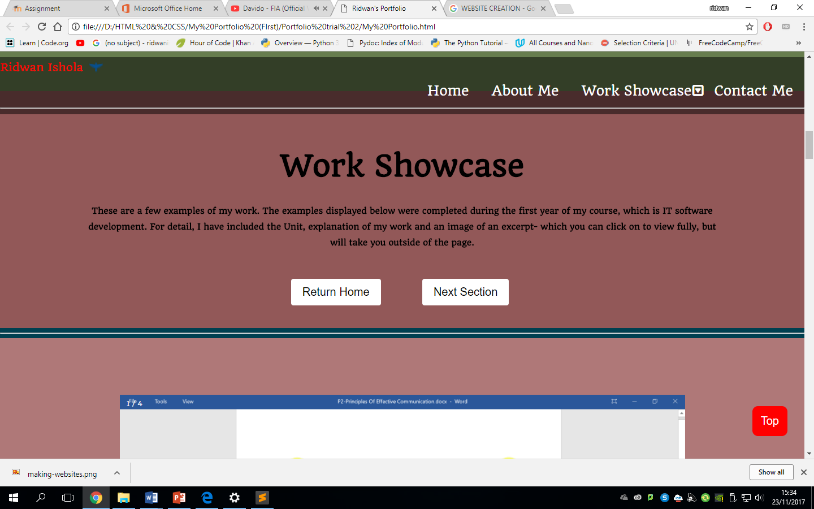 Assignment
Microsoft Office Home
Davido - FIA (Official
Ridwan's Portfolio
WEBSITE CREATION - Go
ridwan
file:///D:/HTML%20&%20CSS/My%20Portfolio%20(First)/Portfolio%20trial%202/My%20Portfolio.html
Learn | Code.org
(no subject) - ridwan
Hour of Code | Khan
Overview — Python
Pydoc: Index of Mod
The Python Tutorial -
All Courses and Nan
Selection Criteria | U
FreeCodeCamp/Free
»
Ridwan Ishola
Home About Me Work Showcase Contact Me
Work Showcase
These are a few examples of my work. The examples displayed below were completed during the first year of my course, which is IT software
development. For detail, I have included the Unit, explanation of my work and an image of an excerpt- which you can click on to view fully, but
will take you outside of the page.
Return Home
Next Section
1 / 4
Tools
View
P2-Principles Of Effective Communication.docx - Word
Top
making-websites.png
Show all
15:34
23/11/2017